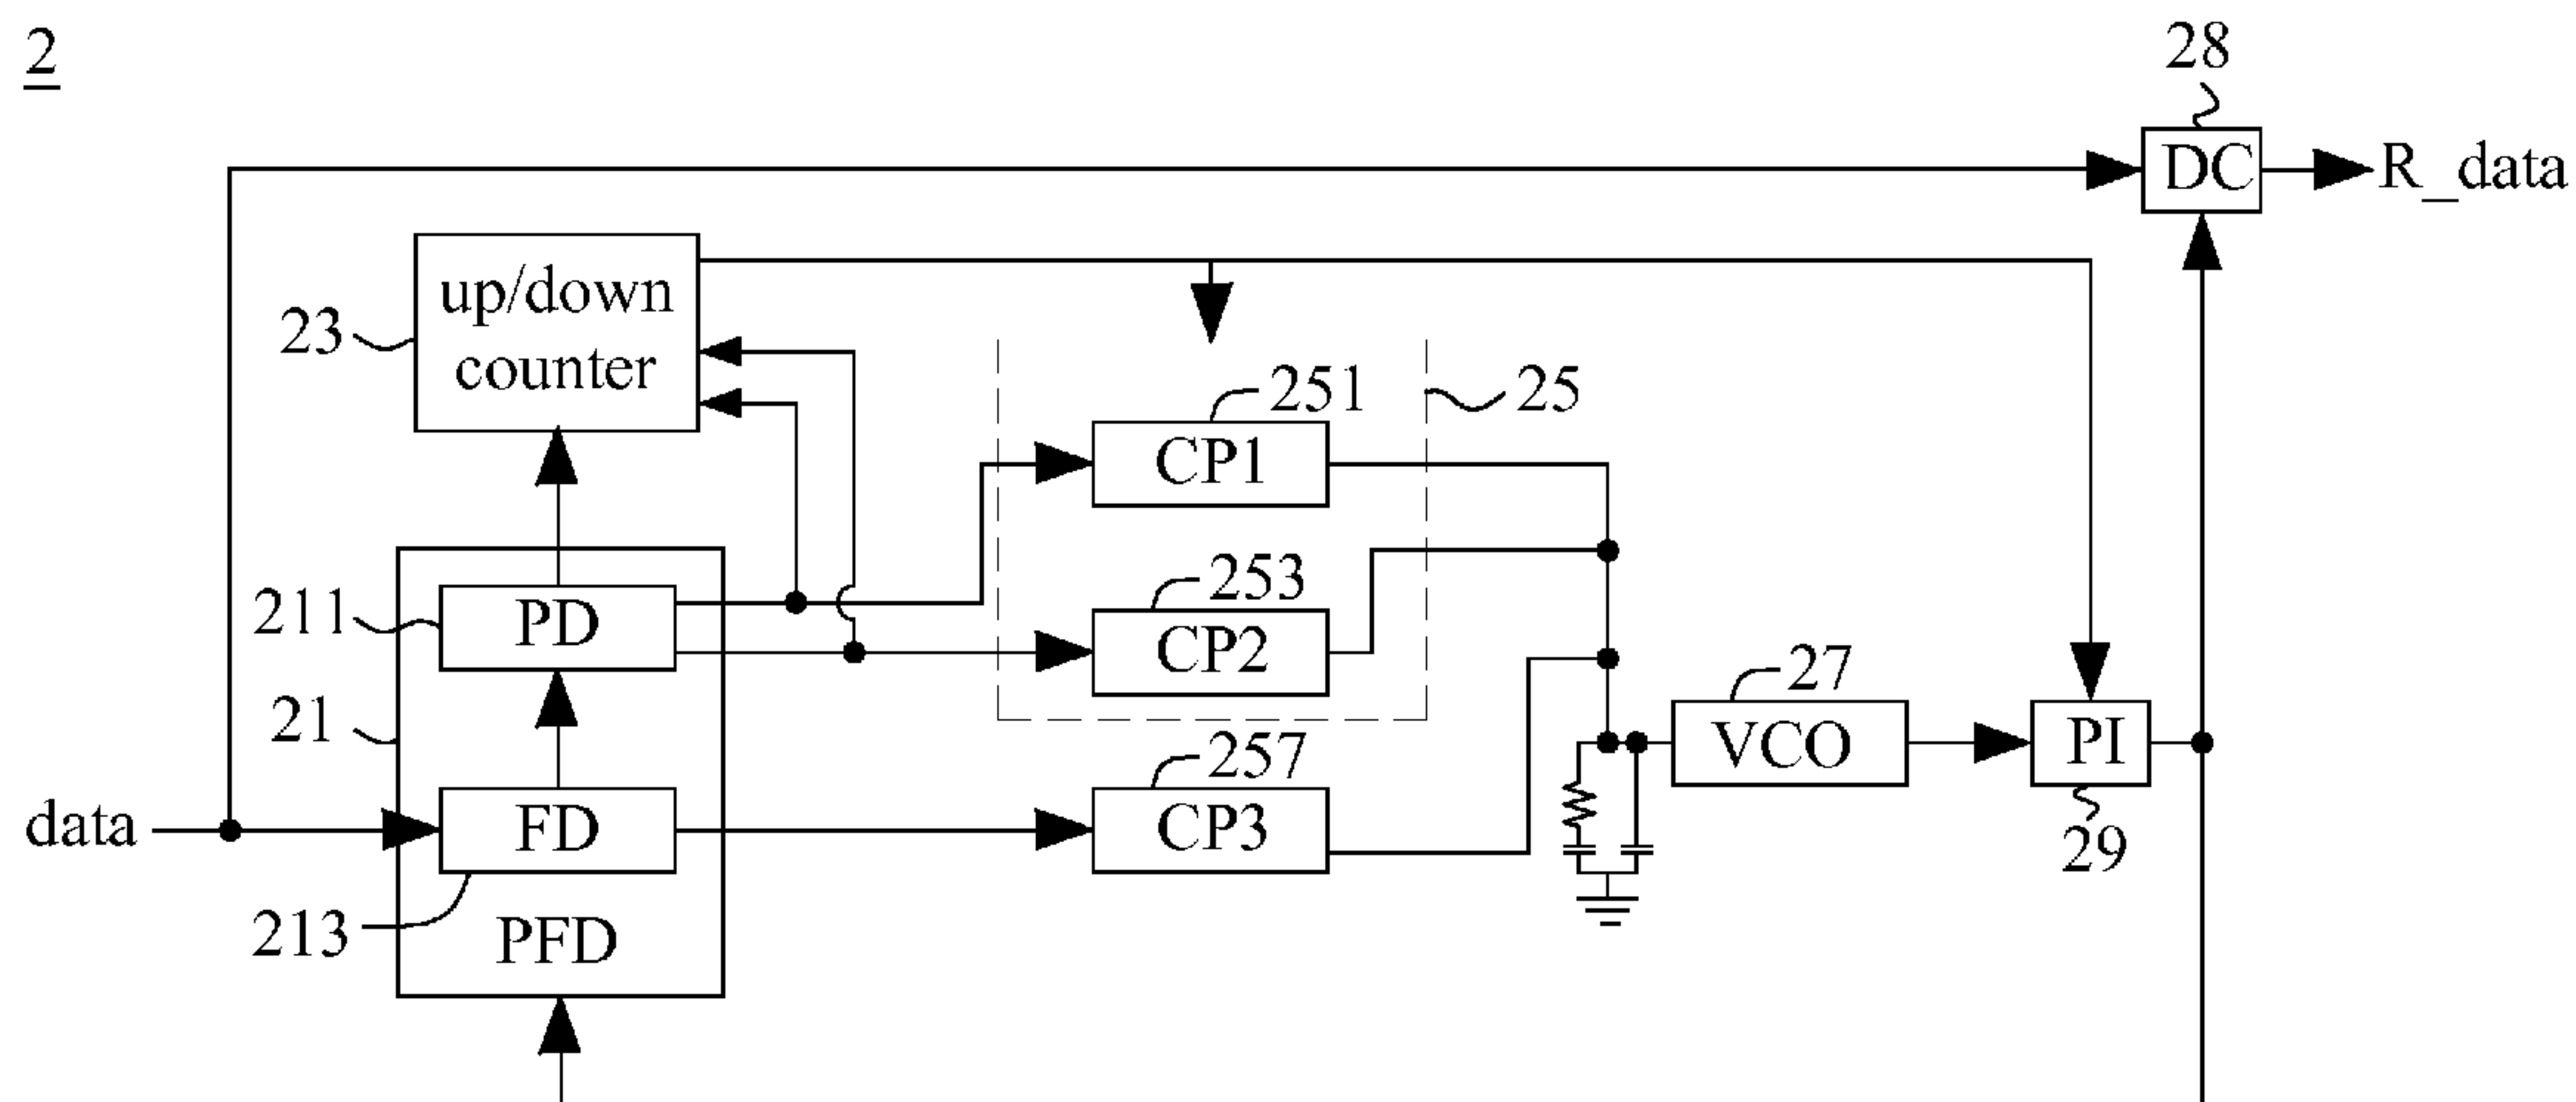 2
28
DC
R_data
up/down
counter
23
251
25
CP1
253
211
PD
CP2
27
21
257
VCO
PI
data
FD
CP3
29
213
PFD